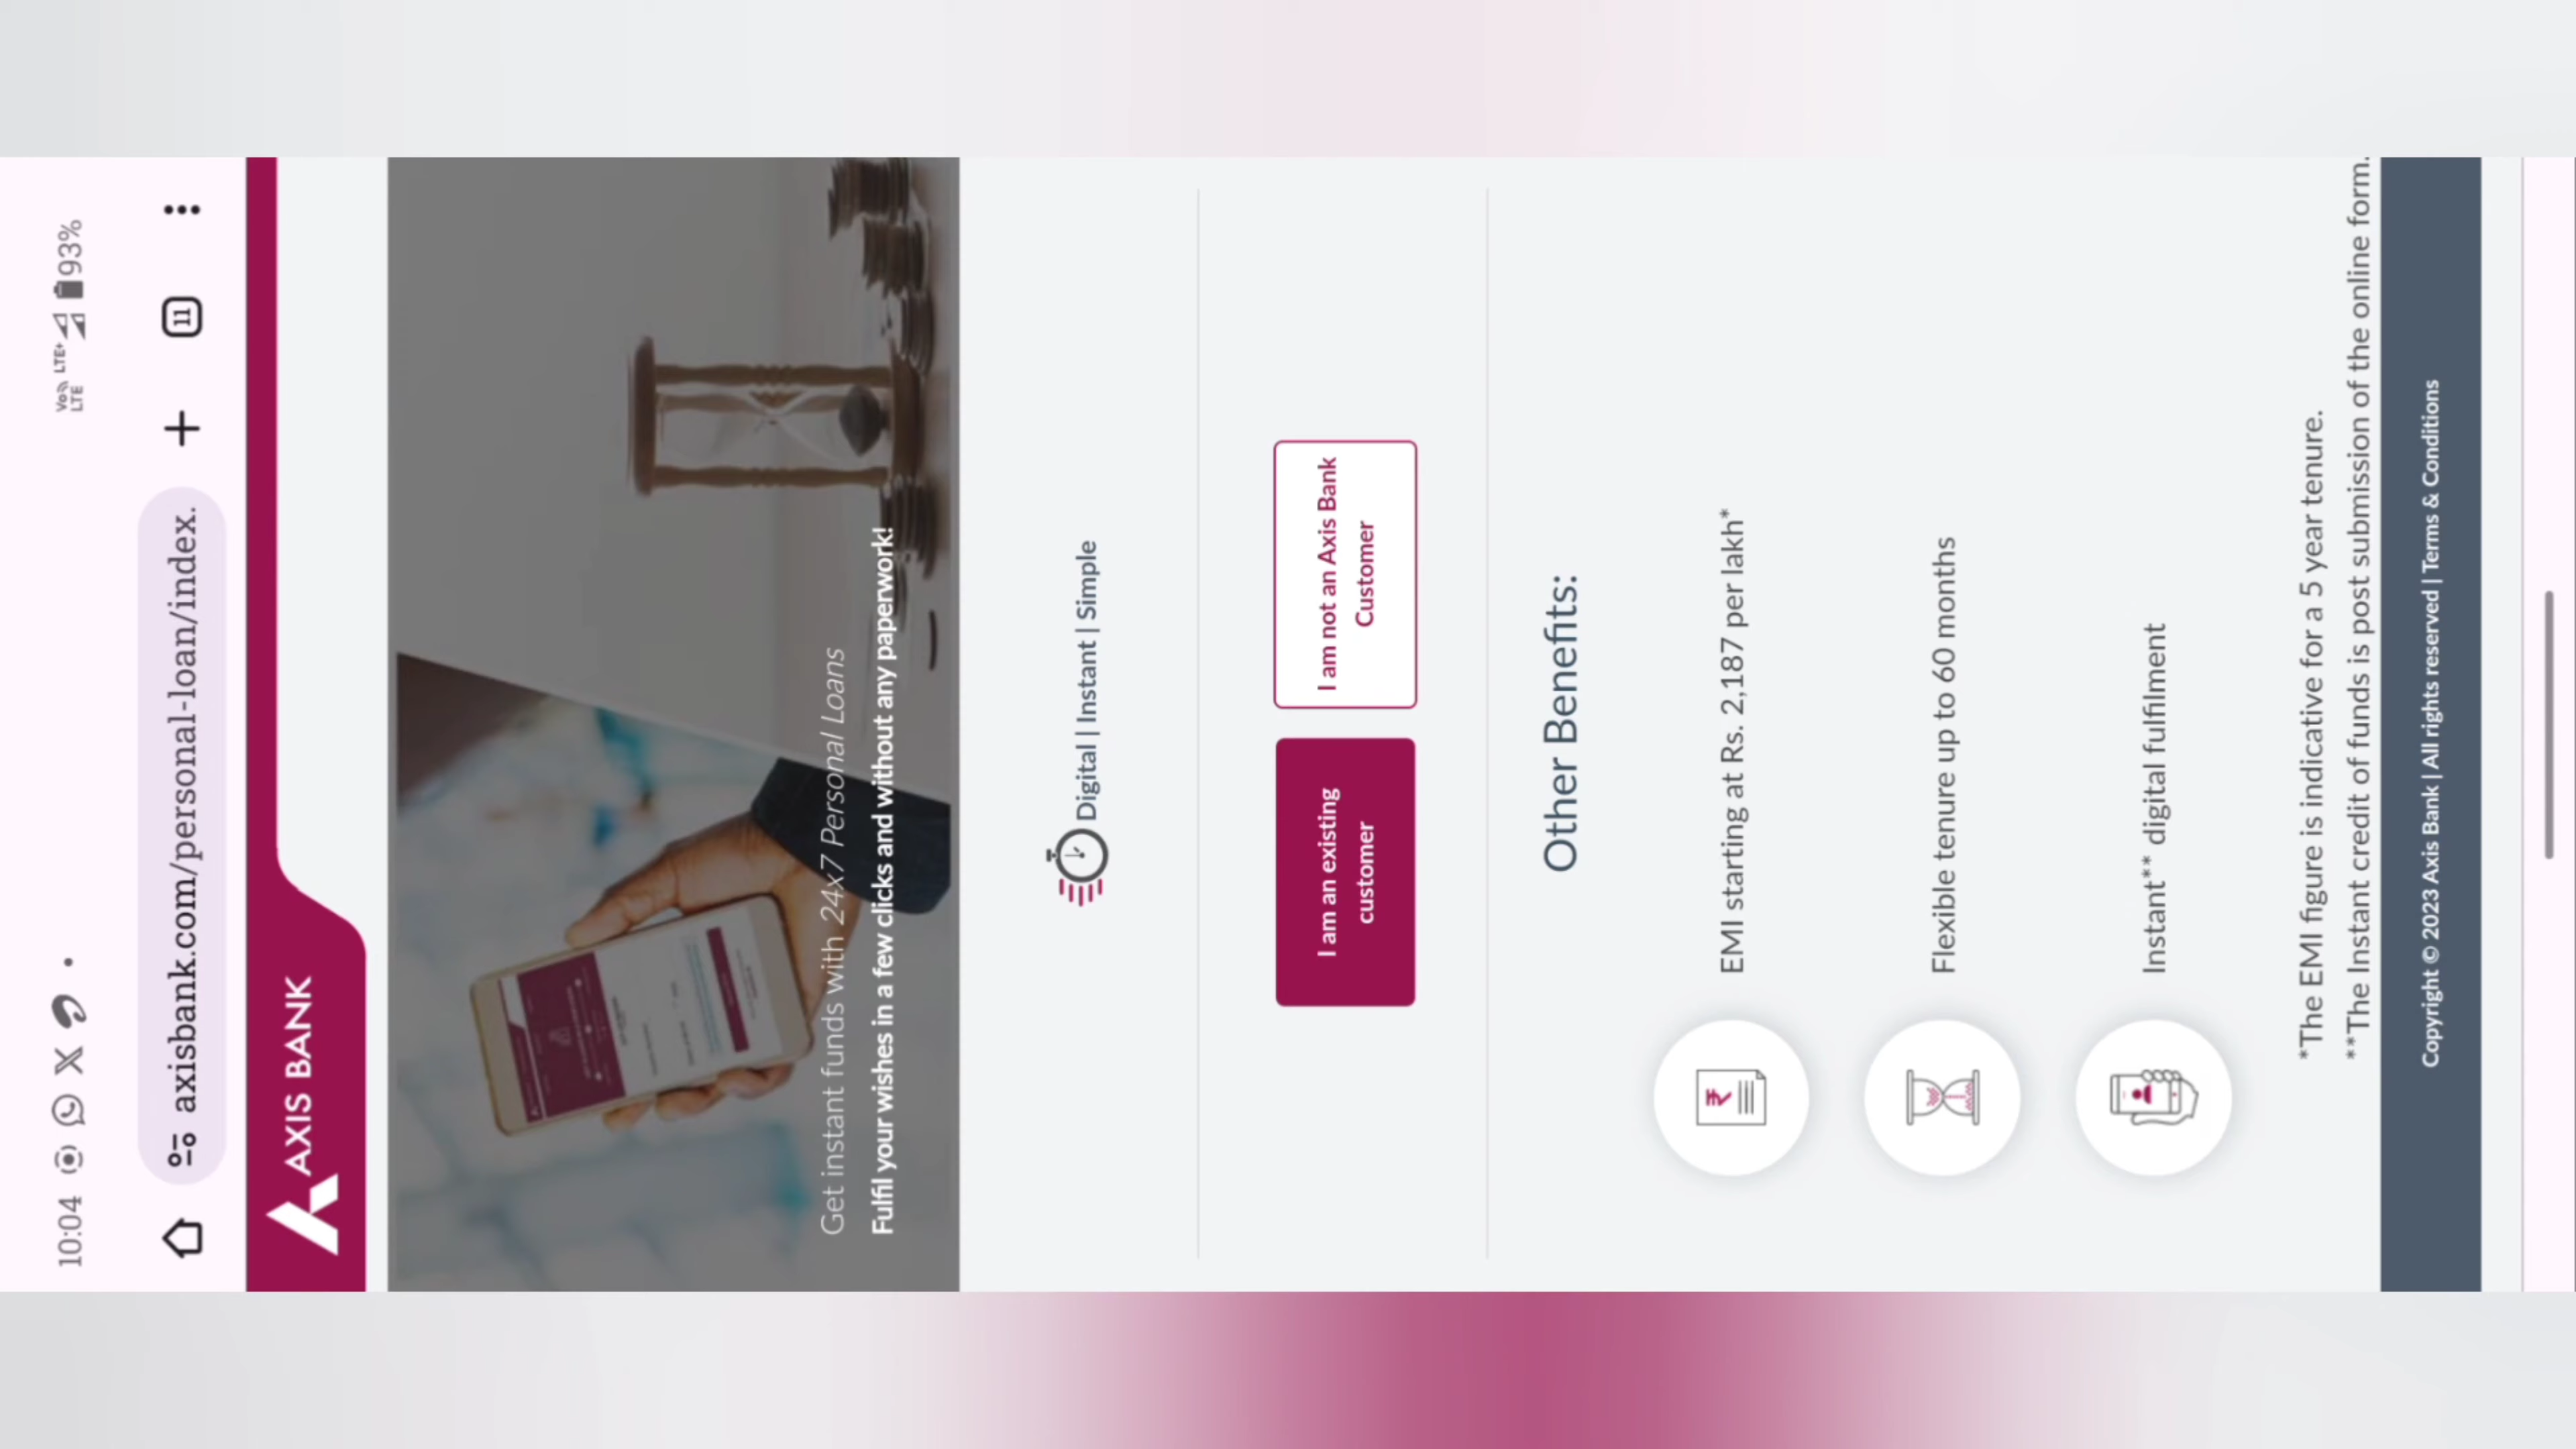 10:04
Vo)) LTE+
LTE
93%
axisbank.com/personal-loan/index.
11
AXIS BANK
Get instant funds with 24x7 Personal Loans
Fulfil your wishes in a few clicks and without any paperwork!
Digital | Instant | Simple
I am an existing
customer
I am not an Axis Bank
Customer
Other Benefits:
EMI starting at Rs. 2,187 per lakh*
Flexible tenure up to 60 months
Instant** digital fulfilment
*The EMI figure is indicative for a 5 year tenure.
**The Instant credit of funds is post submission of the online form.
Copyright © 2023 Axis Bank | All rights reserved | Terms & Conditions